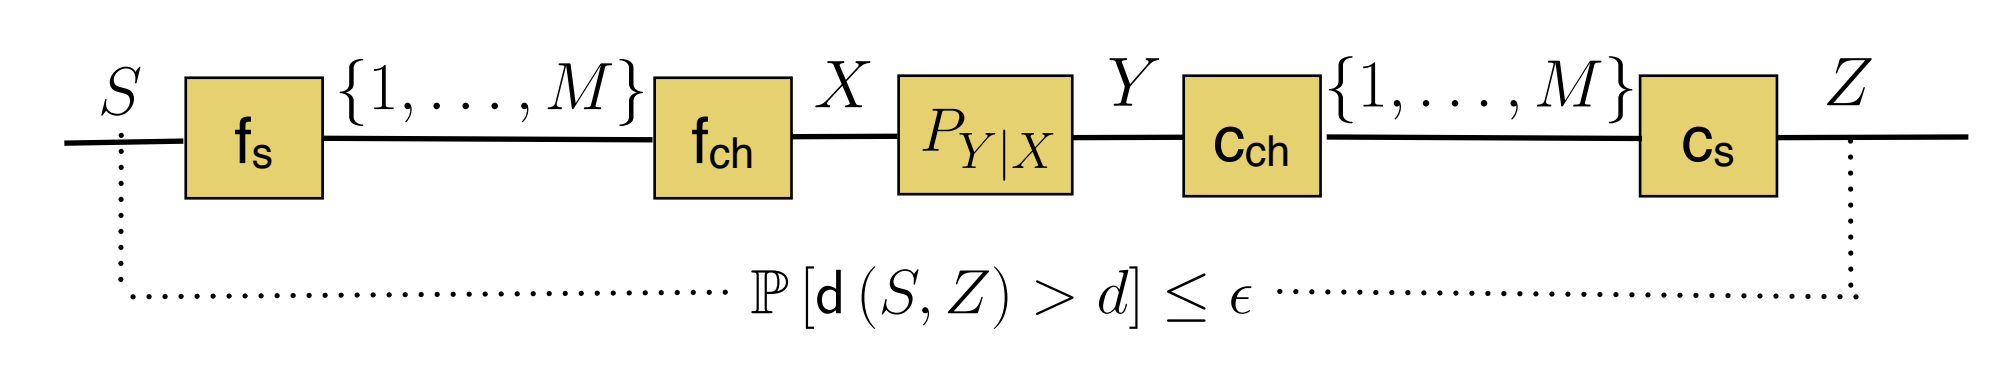 S {1, . . . , M} X Y {1, . . . , M} Z
f_s f_ch P_{Y|X} c_ch c_s
ℙ [d (S, Z) > d] ≤ ϵ